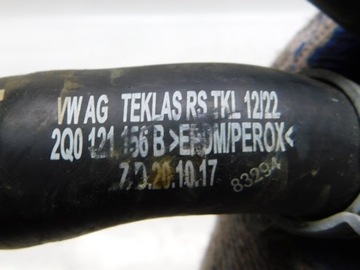 VW AG TEKLAS RS TKL 12/22
2Q0 121 156 B >EPDM/PEROX<
Z.D.20.10.17
83294